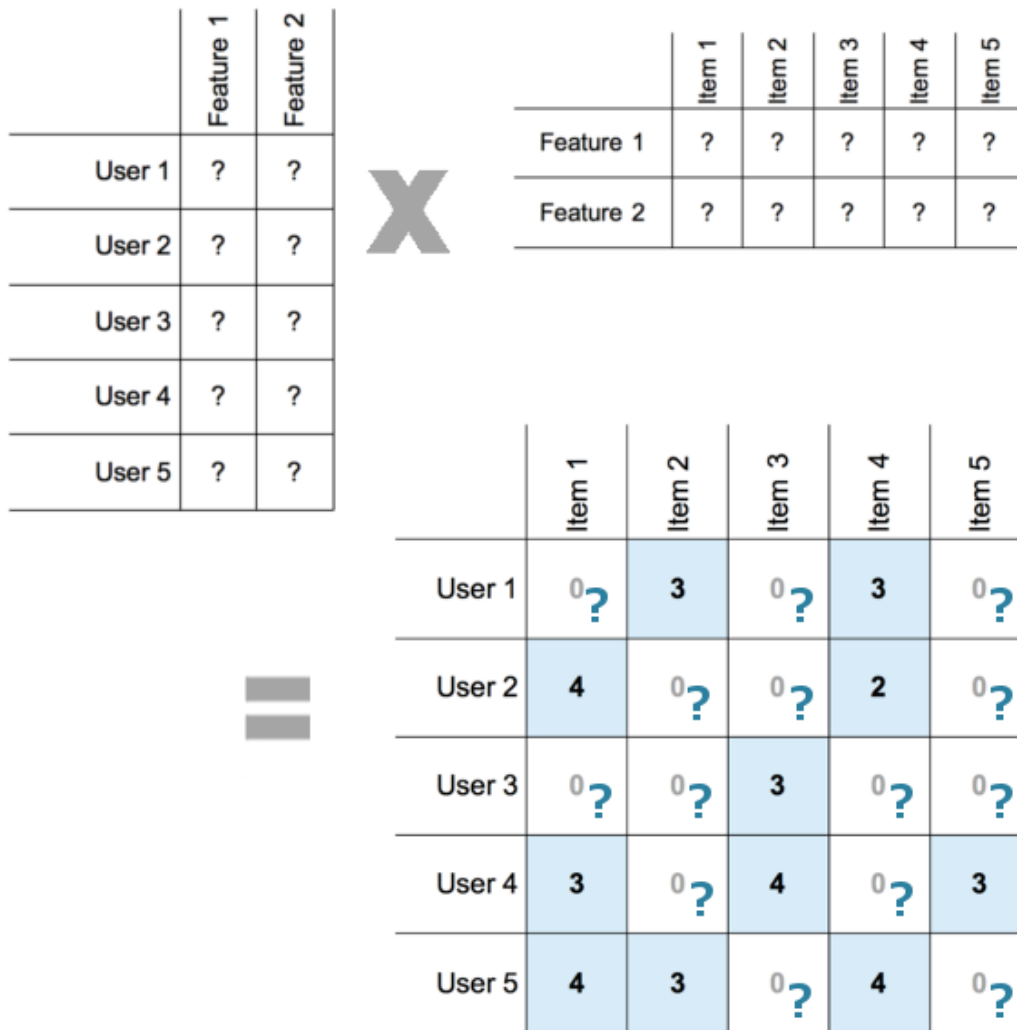 Feature 1 Feature 2
User 1 ? ?
User 2 ? ?
User 3 ? ?
User 4 ? ?
User 5 ? ?
X
Item 1 Item 2 Item 3 Item 4 Item 5
Feature 1 ? ? ? ? ?
Feature 2 ? ? ? ? ?
=
Item 1 Item 2 Item 3 Item 4 Item 5
User 1 0? 3 0? 3 0?
User 2 4 0? 0? 2 0?
User 3 0? 0? 3 0? 0?
User 4 3 0? 4 0? 3
User 5 4 3 0? 4 0?